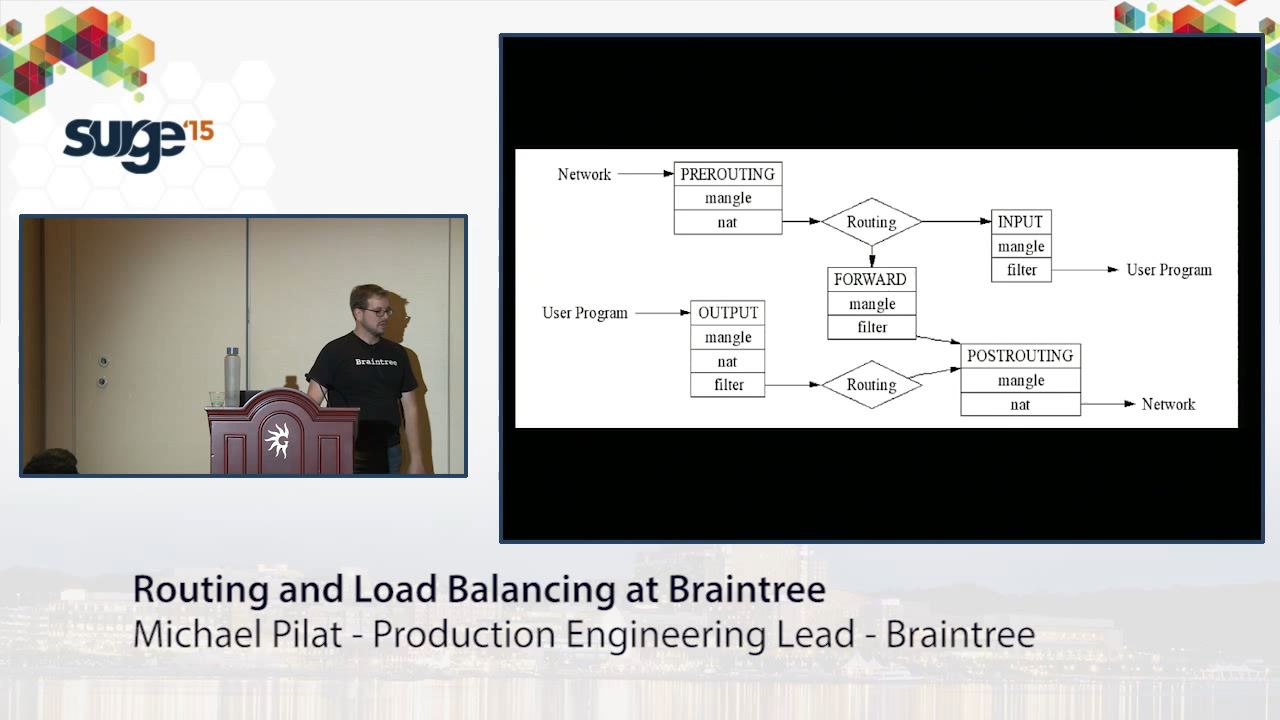 surge '15
Braintree
Network
PREROUTING
mangle
nat
Routing
INPUT
mangle
filter
User Program
FORWARD
mangle
filter
User Program
OUTPUT
mangle
nat
filter
Routing
POSTROUTING
mangle
nat
Network
Routing and Load Balancing at Braintree
Michael Pilat - Production Engineering Lead - Braintree